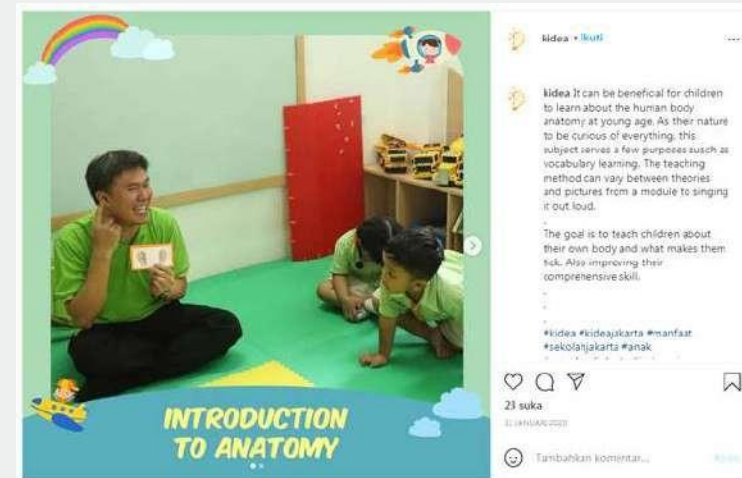 INTRODUCTION
TO ANATOMY
kidea • Ikuti
kidea It can be benefical for children
to learn about the human body
anatomy at young age. As their nature
to be curious of everything, this
subject serves a few purposes susch as
vocabulary learning. The teaching
method can vary between theories
and pictures from a module to singing
it out loud.
.
The goal is to teach children about
their own body and what makes them
tick. Also improving their
comprehensive skill.
.
.
.
#kidea #kideajakarta #manfaat
#sekolahjakarta #anak
23 suka
JANUARI 2020
Tambahkan komentar...